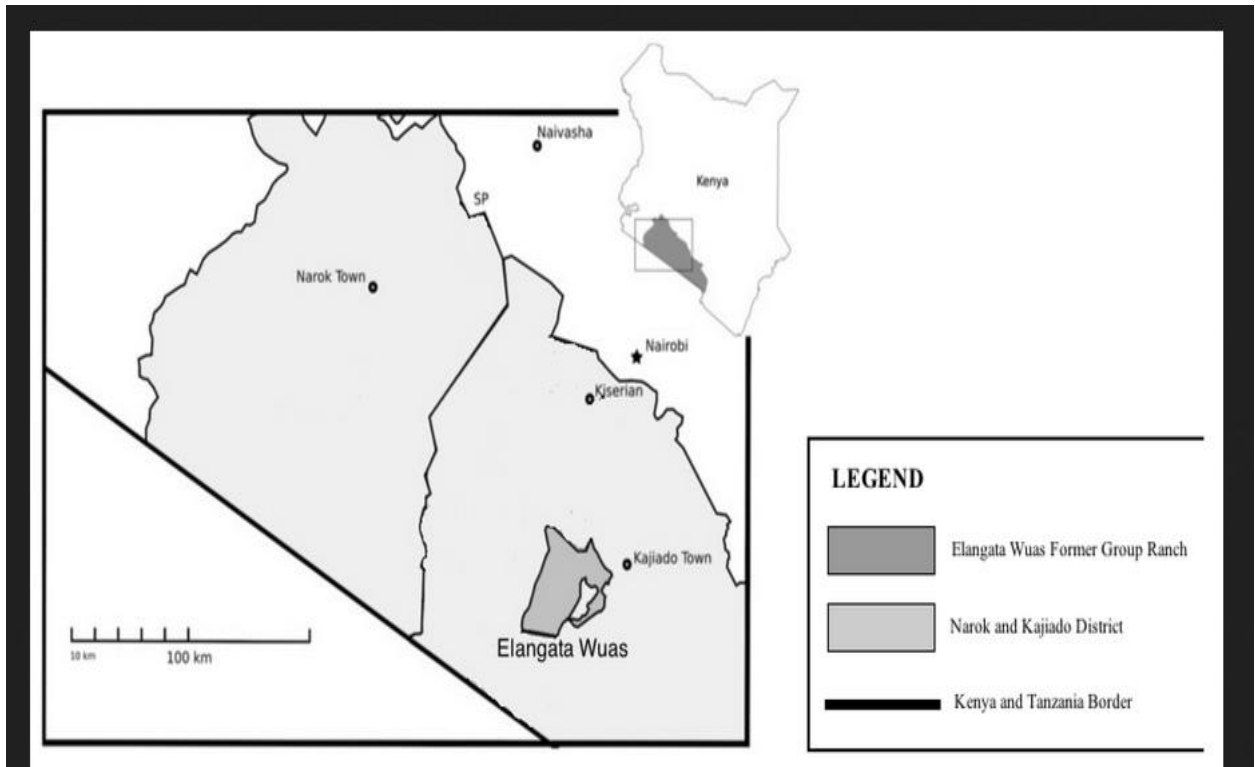 Naivasha
Kenya
SP
Narok Town
Nairobi
Kiserian
Kajiado Town
Elangata Wuas
10 km
100 km
LEGEND
Elangata Wuas Former Group Ranch
Narok and Kajiado District
Kenya and Tanzania Border